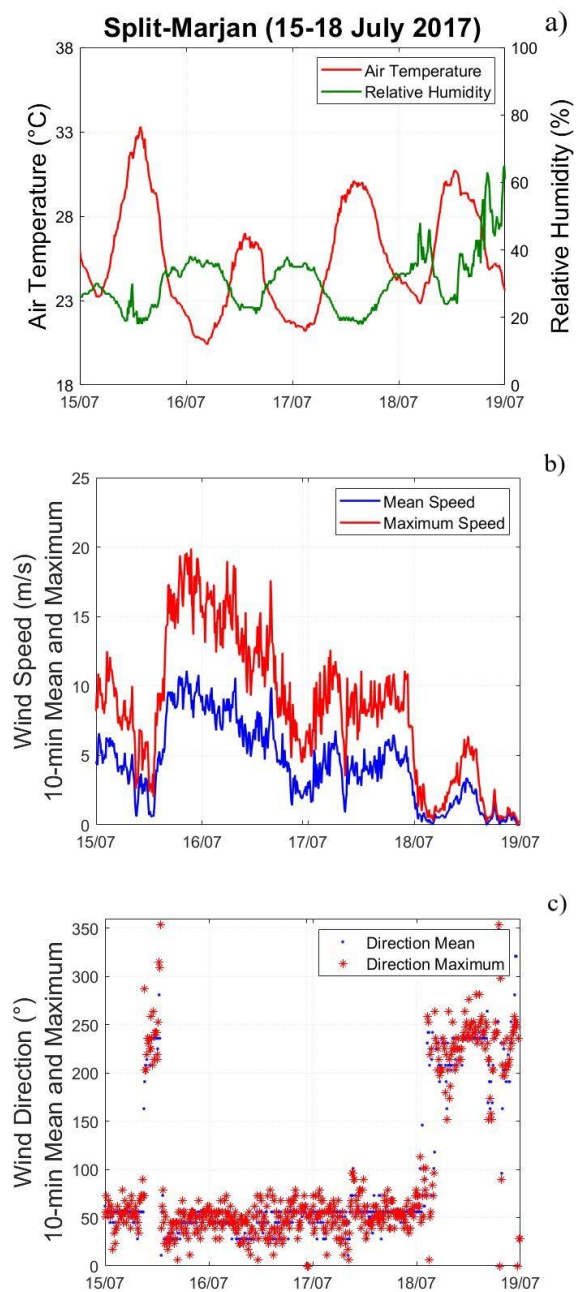 Split-Marjan (15-18 July 2017)
a)
38
33
28
23
18
Air Temperature (°C)
Air Temperature
Relative Humidity
100
80
60
40
20
0
Relative Humidity (%)
15/07
16/07
17/07
18/07
19/07
b)
25
20
15
10
5
0
Wind Speed (m/s)
10-min Mean and Maximum
Mean Speed
Maximum Speed
15/07
16/07
17/07
18/07
19/07
c)
350
300
250
200
150
100
50
0
Wind Direction (°)
10-min Mean and Maximum
Direction Mean
Direction Maximum
15/07
16/07
17/07
18/07
19/07